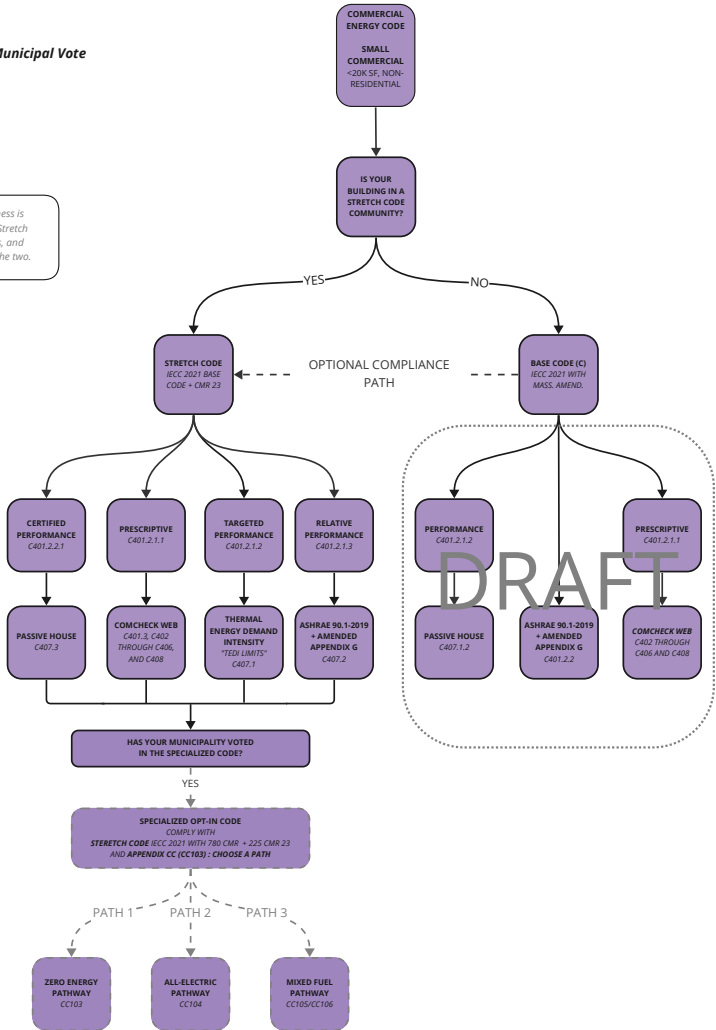 COMMERCIAL
ENERGY CODE
SMALL
COMMERCIAL
<20K SF, NON-
RESIDENTIAL
Municipal Vote
IS YOUR
BUILDING IN A
STRETCH CODE
COMMUNITY?
ness is
Stretch
s, and
the two.
YES
NO
STRETCH CODE
IECC 2021 BASE
CODE + CMR 23
OPTIONAL COMPLIANCE
PATH
BASE CODE (C)
IECC 2021 WITH
MASS. AMEND.
CERTIFIED
PERFORMANCE
C401.2.2.1
PRESCRIPTIVE
C401.2.1.1
TARGETED
PERFORMANCE
C401.2.1.2
RELATIVE
PERFORMANCE
C401.2.1.3
PERFORMANCE
C401.2.1.2
PRESCRIPTIVE
C401.2.1.1
DRAFT
PASSIVE HOUSE
C407.3
COMCHECK WEB
C401.3, C402
THROUGH C406,
AND C408
THERMAL
ENERGY DEMAND
INTENSITY
"TEDI LIMITS"
C407.1
ASHRAE 90.1-2019
+ AMENDED
APPENDIX G
C407.2
PASSIVE HOUSE
C407.1.2
ASHRAE 90.1-2019
+ AMENDED
APPENDIX G
C401.2.2
COMCHECK WEB
C402 THROUGH
C406 AND C408
HAS YOUR MUNICIPALITY VOTED
IN THE SPECIALIZED CODE?
YES
SPECIALIZED OPT-IN CODE
COMPLY WITH
STERETCH CODE IECC 2021 WITH 780 CMR + 225 CMR 23
AND APPENDIX CC (CC103) : CHOOSE A PATH
PATH 1
PATH 2
PATH 3
ZERO ENERGY
PATHWAY
CC103
ALL-ELECTRIC
PATHWAY
CC104
MIXED FUEL
PATHWAY
CC105/CC106